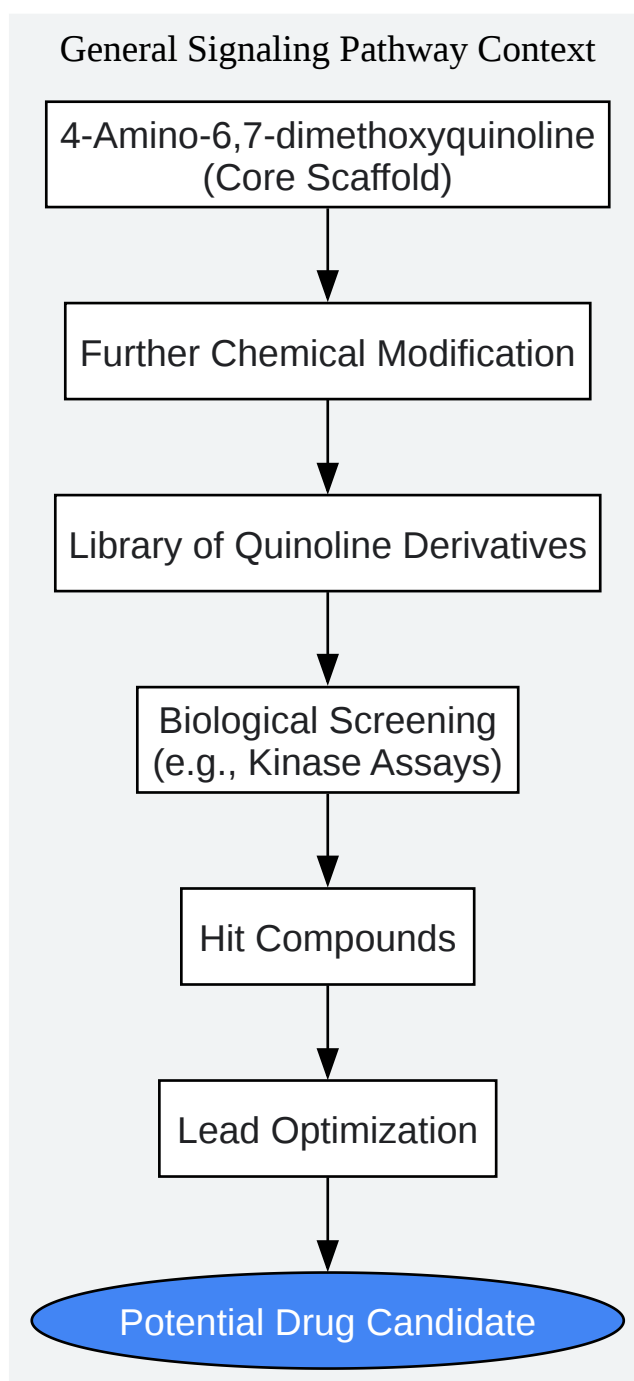 General Signaling Pathway Context
4-Amino-6,7-dimethoxyquinoline
(Core Scaffold)
Further Chemical Modification
Library of Quinoline Derivatives
Biological Screening
(e.g., Kinase Assays)
Hit Compounds
Lead Optimization
Potential Drug Candidate